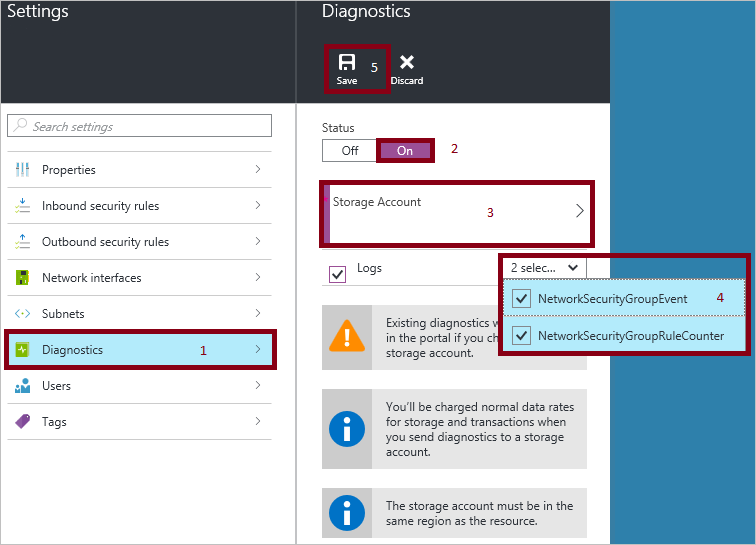 Settings
Search settings
Properties
Inbound security rules
Outbound security rules
Network interfaces
Subnets
Diagnostics 1
Users
Tags
Diagnostics
Save 5
Discard
Status
Off On 2
Storage Account 3
Logs
2 selec...
NetworkSecurityGroupEvent 4
NetworkSecurityGroupRuleCounter
Existing diagnostics
in the portal if you
storage account.
You'll be charged normal data rates
for storage and transactions when
you send diagnostics to a storage
account.
The storage account must be in the
same region as the resource.